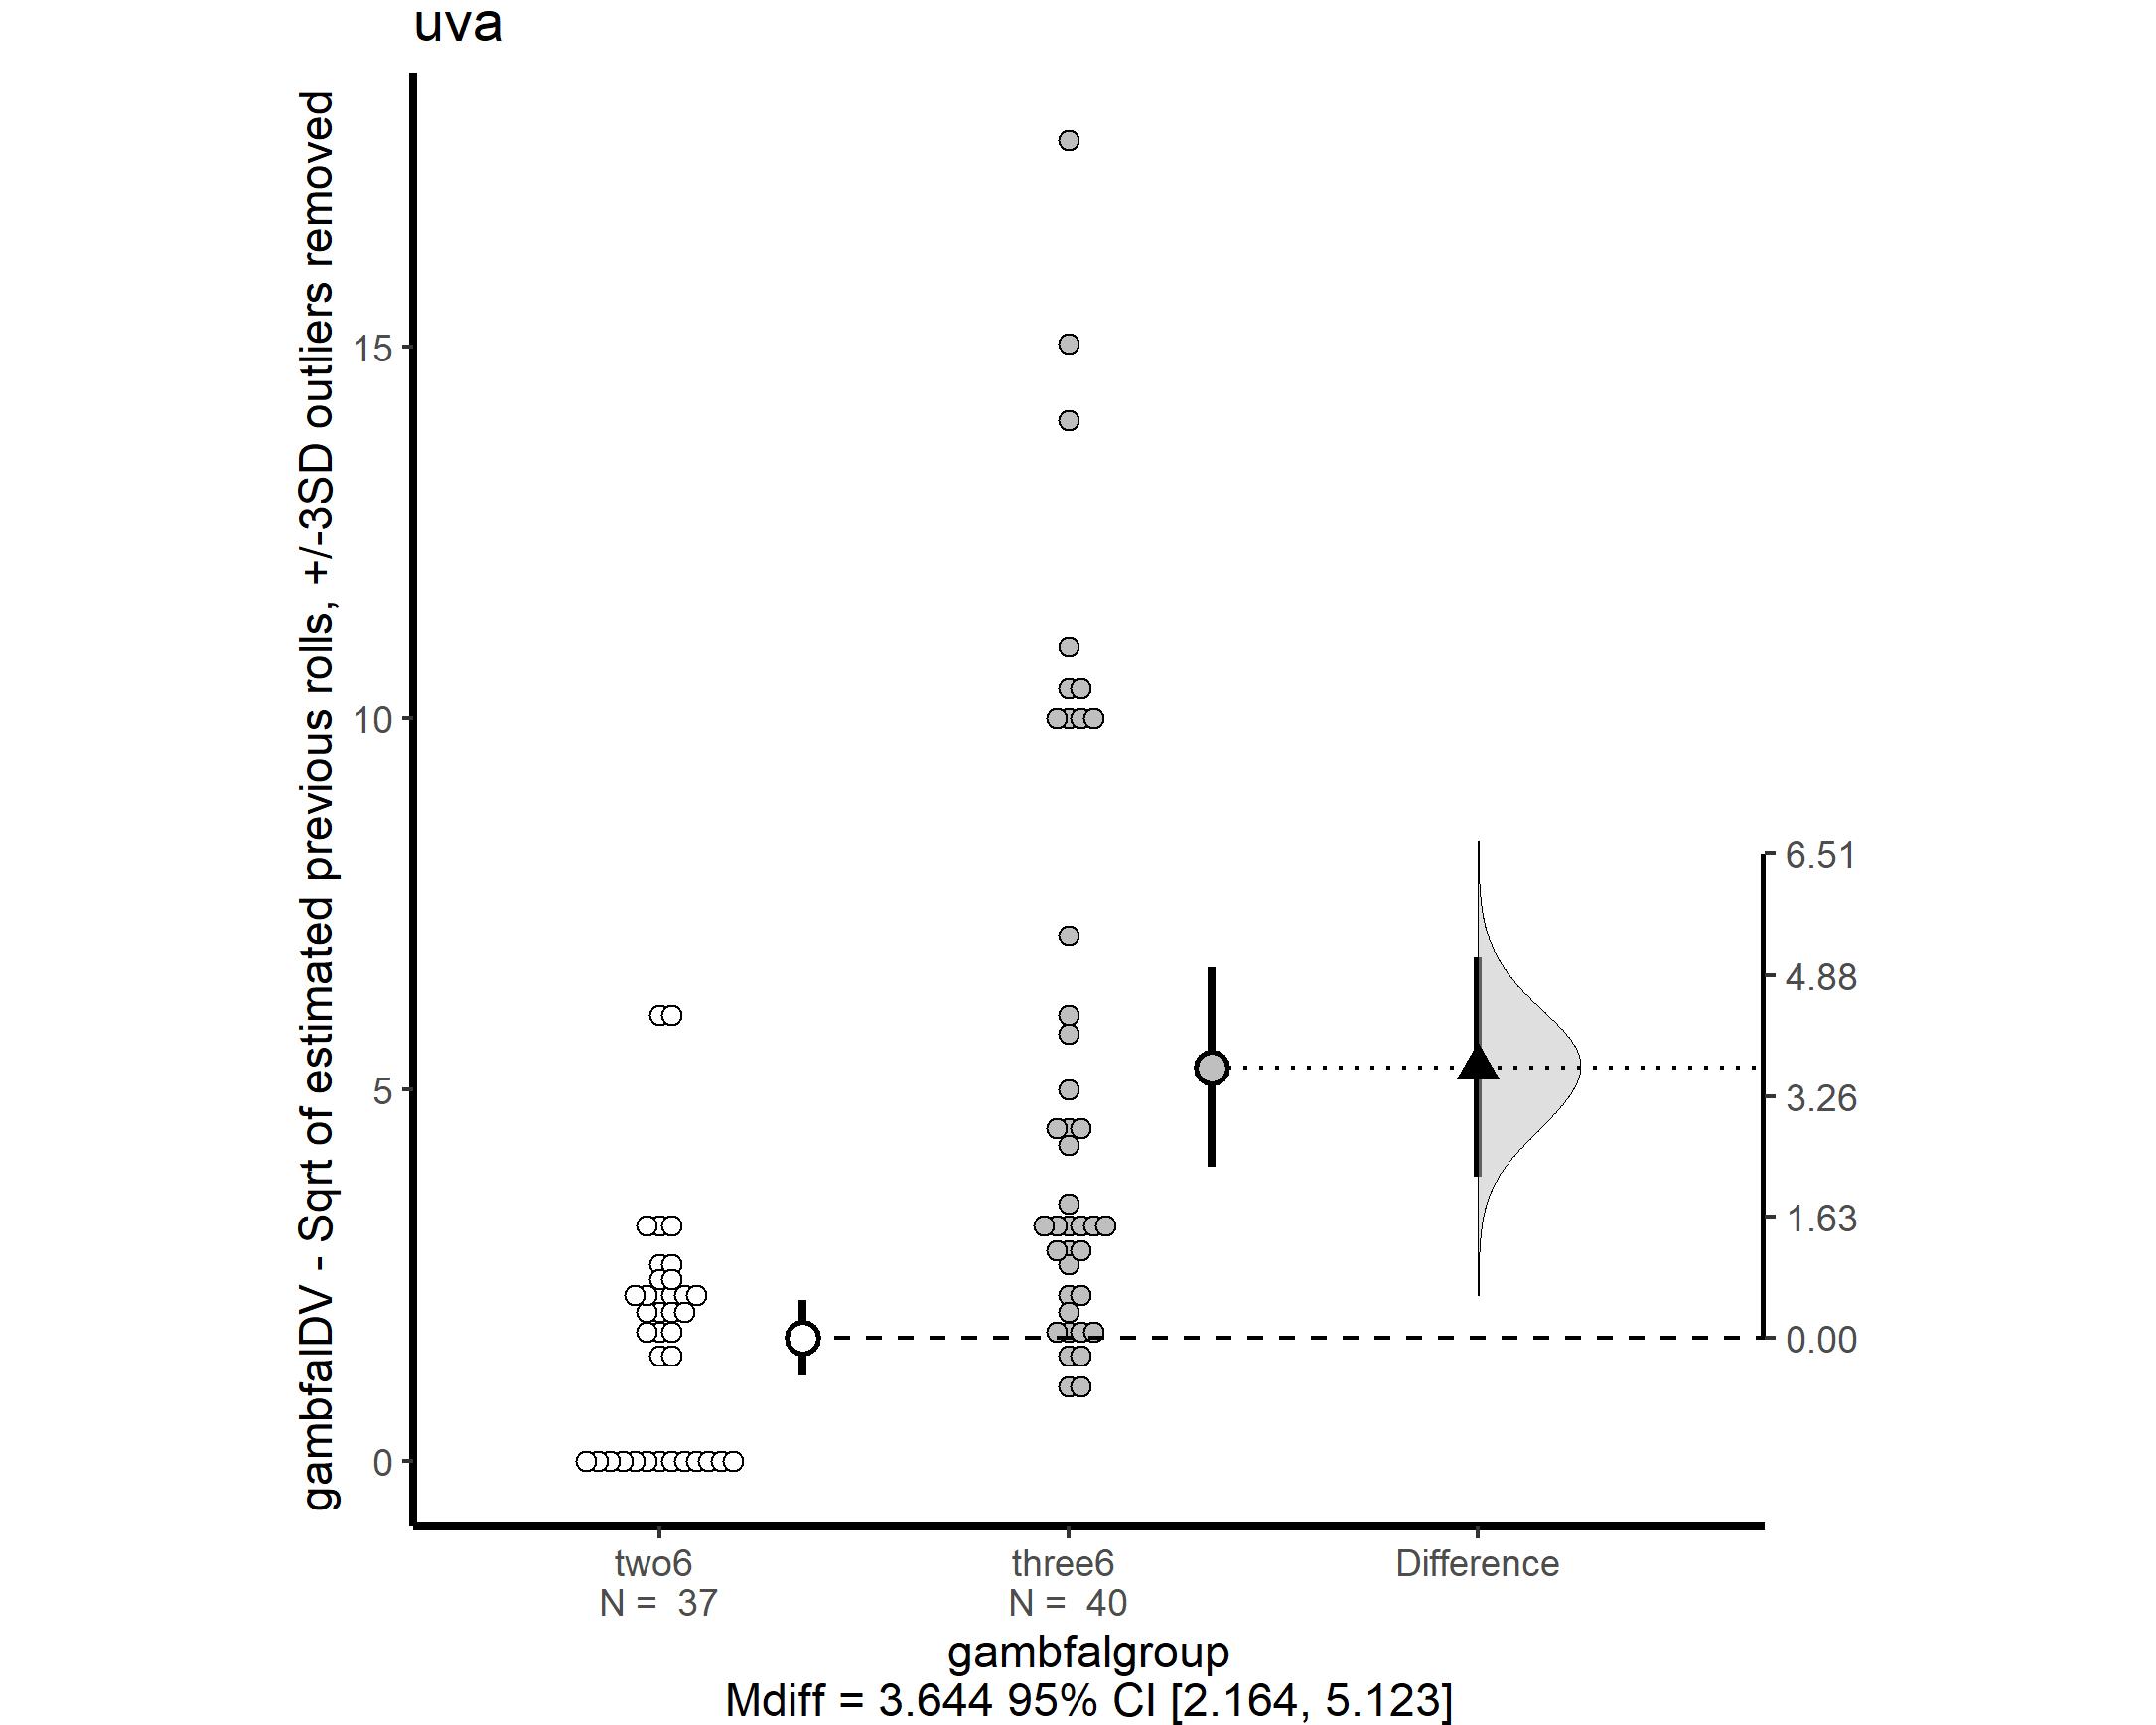 uva
gambfalDV - Sqrt of estimated previous rolls, +/-3SD outliers removed
15
10
5
0
6.51
4.88
3.26
1.63
0.00
two6
N =  37
three6
N =  40
Difference
gambfalgroup
Mdiff = 3.644 95% CI [2.164, 5.123]